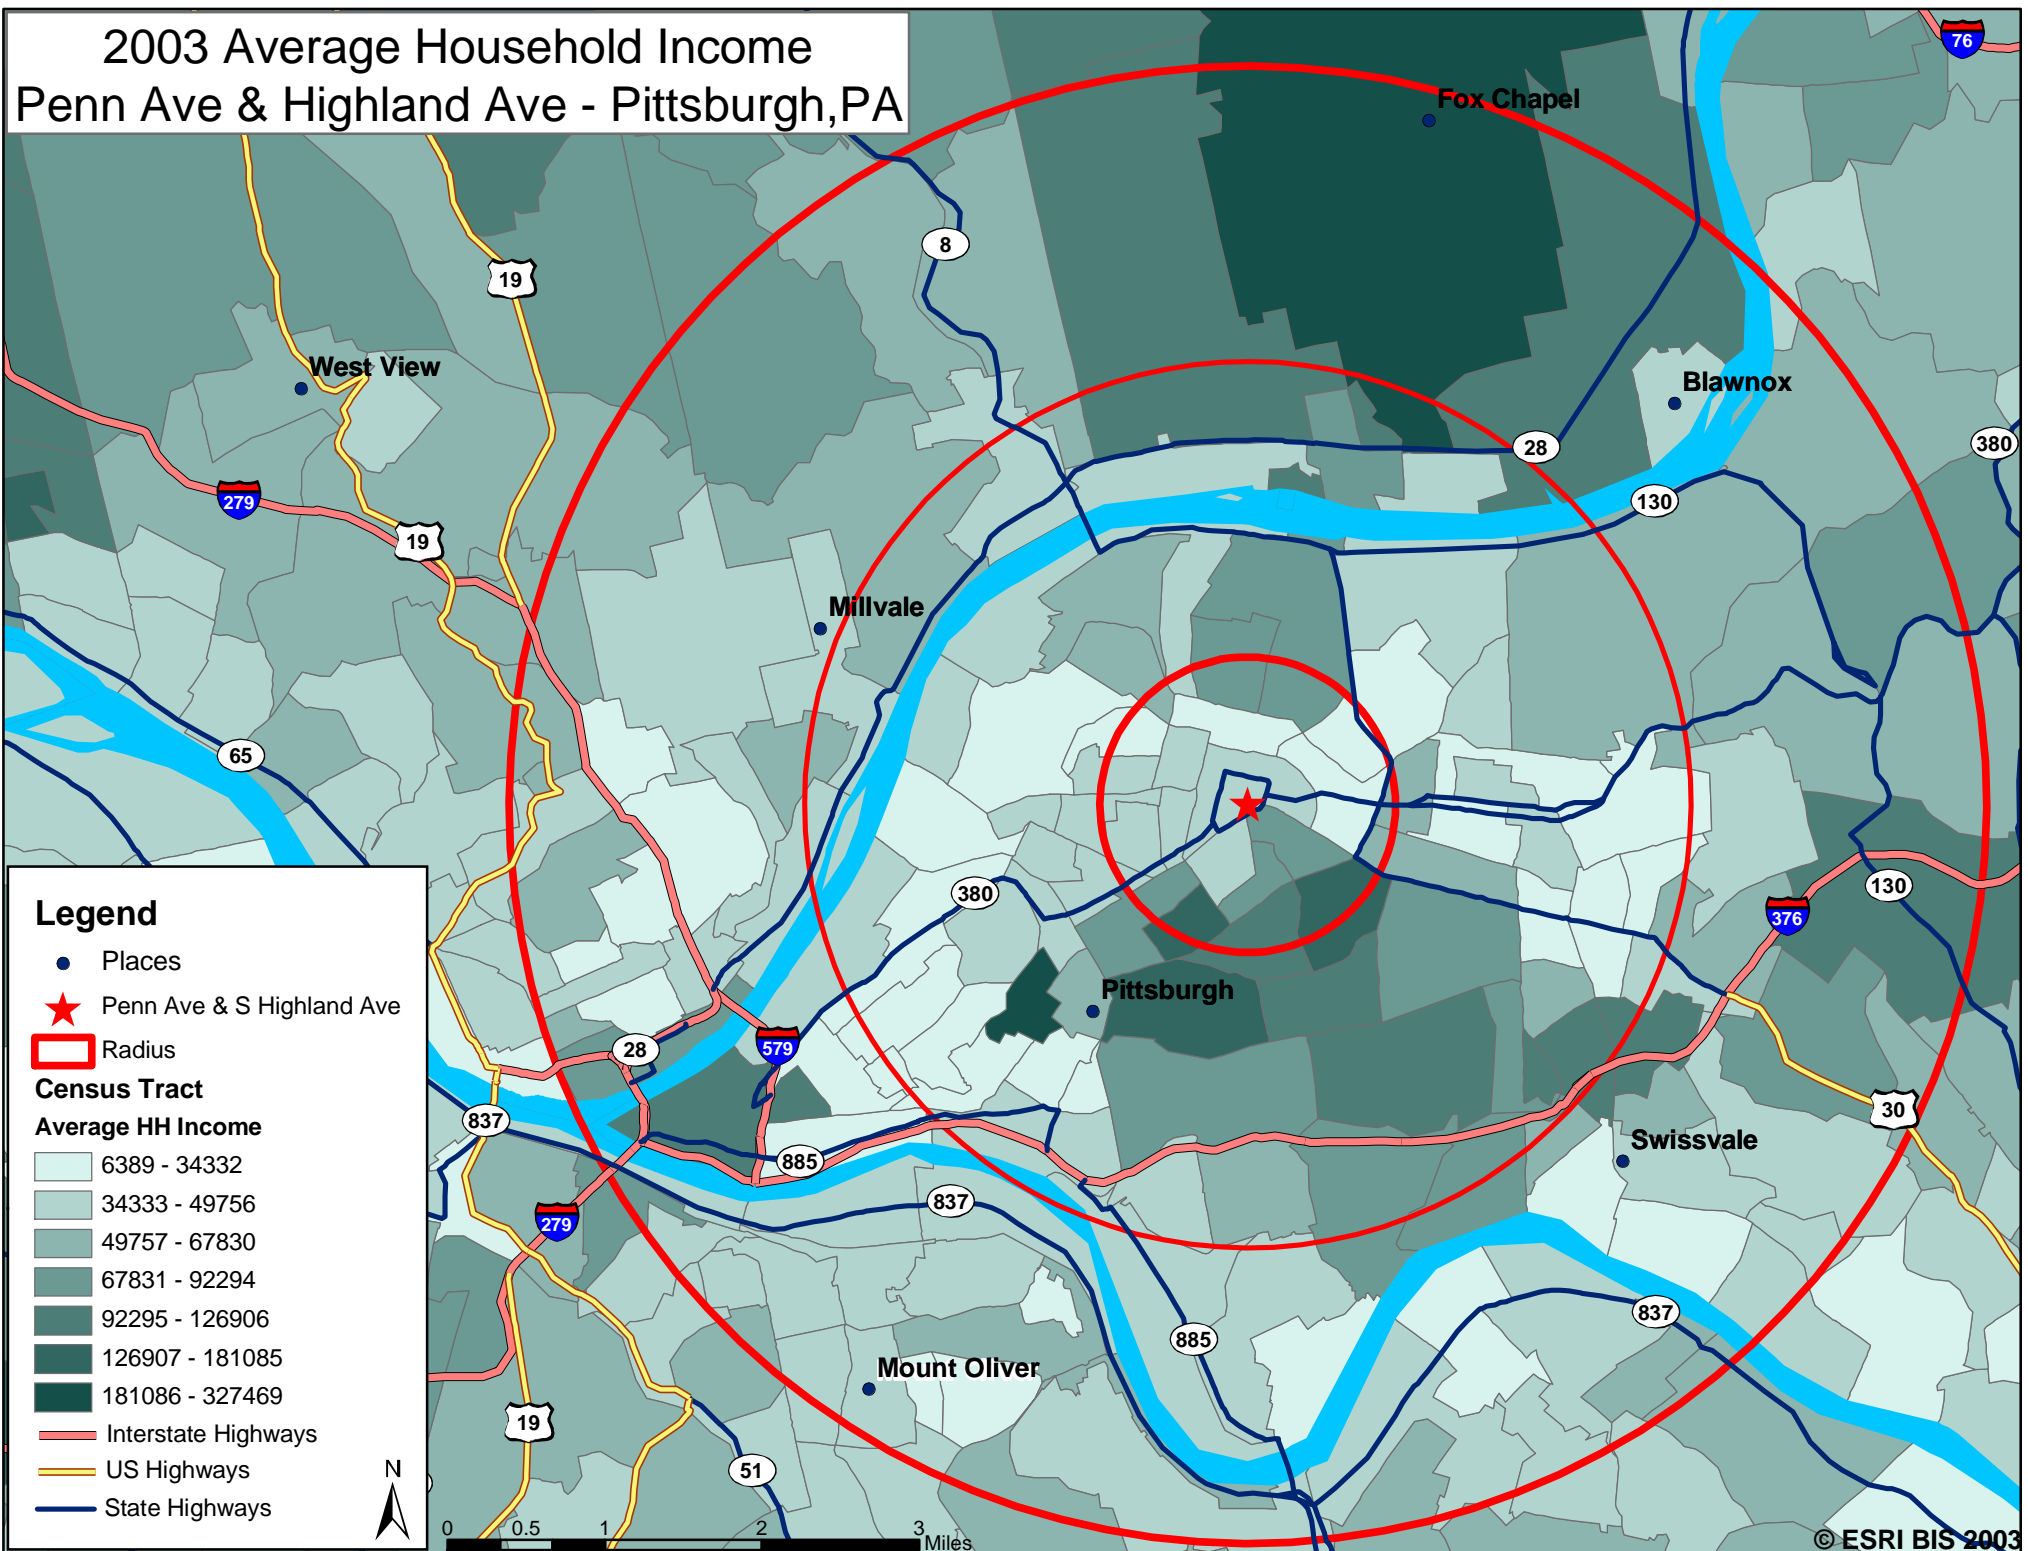 2003 Average Household Income
Penn Ave & Highland Ave - Pittsburgh,PA
76
Fox Chapel
8
19
West View
Blawnox
28
380
279
130
19
Millvale
65
380
130
376
Pittsburgh
28
579
837
30
Swissvale
885
837
279
837
885
Mount Oliver
19
51
Legend
Places
Penn Ave & S Highland Ave
Radius
Census Tract
Average HH Income
6389 - 34332
34333 - 49756
49757 - 67830
67831 - 92294
92295 - 126906
126907 - 181085
181086 - 327469
Interstate Highways
US Highways
State Highways
N
0 0.5 1 2 3
Miles
© ESRI BIS 2003